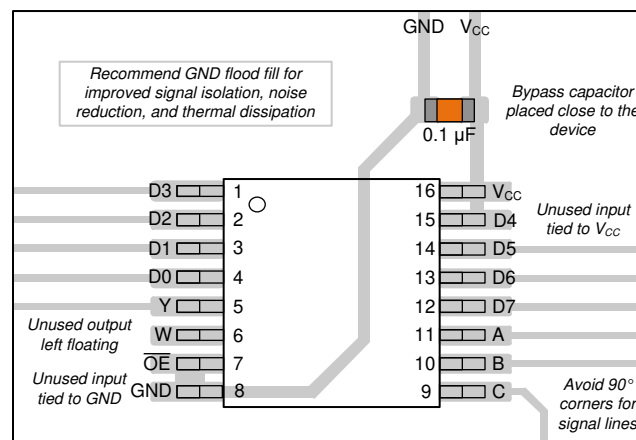 GND VCC
Recommend GND flood fill for
improved signal isolation, noise
reduction, and thermal dissipation
Bypass capacitor
placed close to the
device
0.1 µF
D3 1 16 VCC
D2 2 15 D4
Unused input
tied to VCC
D1 3 14 D5
D0 4 13 D6
Y 5 12 D7
Unused output
left floating
W 6 11 A
OE 7 10 B
Unused input
tied to GND
GND 8 9 C
Avoid 90°
corners for
signal lines